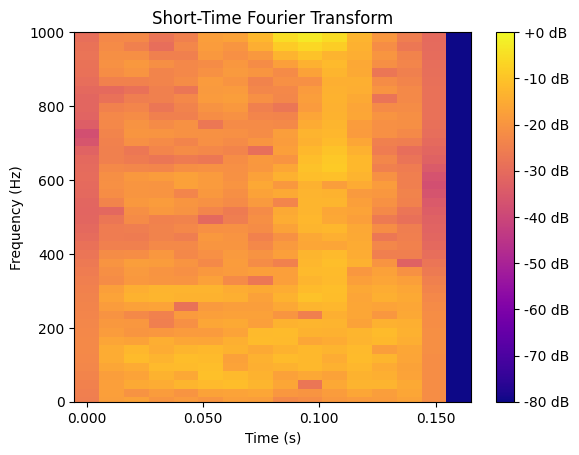 Short-Time Fourier Transform
1000
800
600
400
200
0
Frequency (Hz)
0.000
0.050
0.100
0.150
Time (s)
+0 dB
-10 dB
-20 dB
-30 dB
-40 dB
-50 dB
-60 dB
-70 dB
-80 dB